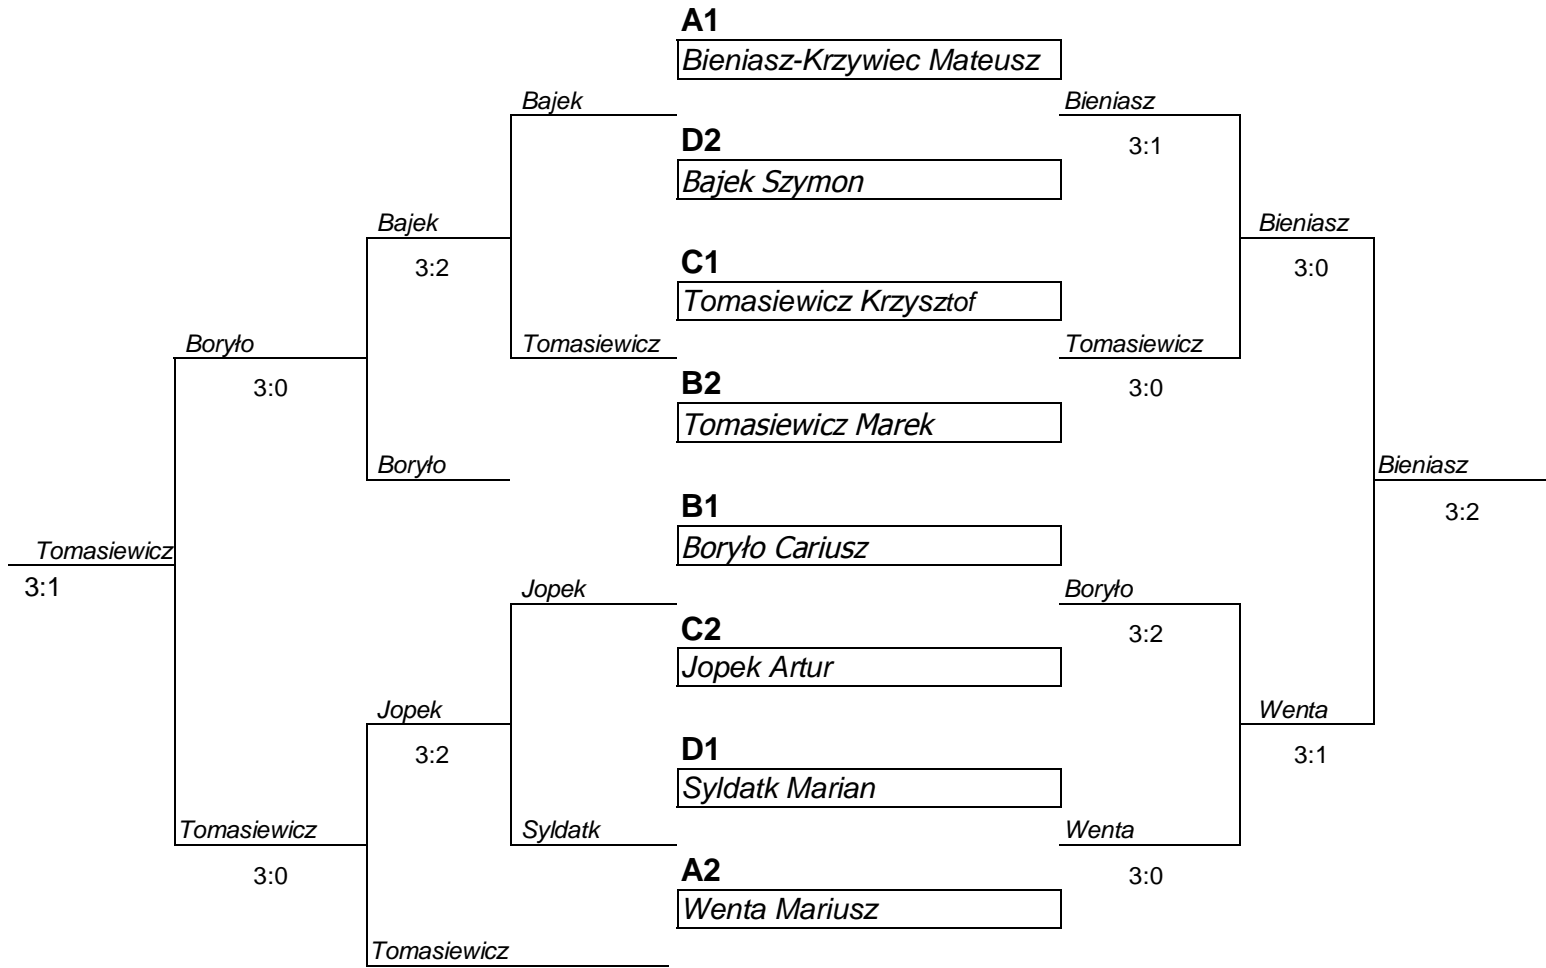 A1
Bieniasz-Krzywiec Mateusz
Bajek
Bieniasz
D2
3:1
Bajek Szymon
Bajek
Bieniasz
3:2
C1
3:0
Tomasiewicz Krzysztof
Boryło
Tomasiewicz
Tomasiewicz
3:0
B2
3:0
Tomasiewicz Marek
Boryło
Bieniasz
B1
3:2
Boryło Cariusz
Tomasiewicz
3:1
Jopek
Boryło
C2
3:2
Jopek Artur
Jopek
Wenta
3:2
D1
3:1
Syldatk Marian
Tomasiewicz
Syldatk
Wenta
3:0
A2
3:0
Wenta Mariusz
Tomasiewicz